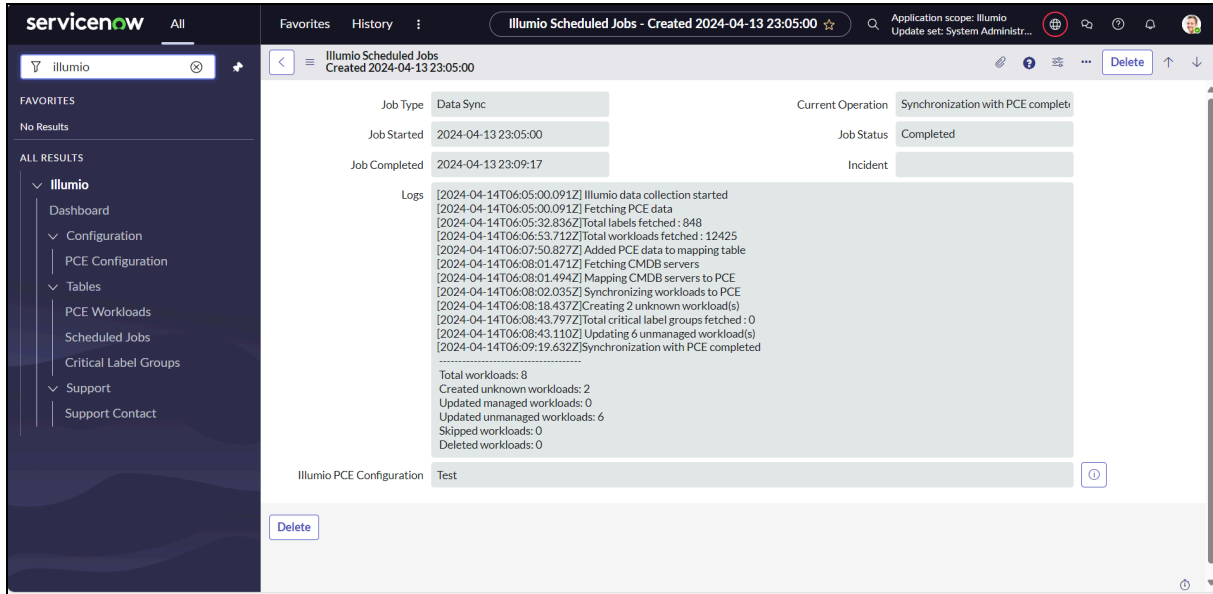 servicenow
All
Favorites
History
Illumio Scheduled Jobs - Created 2024-04-13 23:05:00
Application scope: Illumio
Update set: System Administr...
illumio
FAVORITES
No Results
ALL RESULTS
Illumio
Dashboard
Configuration
PCE Configuration
Tables
PCE Workloads
Scheduled Jobs
Critical Label Groups
Support
Support Contact
Illumio Scheduled Jobs
Created 2024-04-13 23:05:00
Delete
Job Type Data Sync
Current Operation Synchronization with PCE complet
Job Started 2024-04-13 23:05:00
Job Status Completed
Job Completed 2024-04-13 23:09:17
Incident
Logs
[2024-04-14T06:05:00.091Z] Illumio data collection started
[2024-04-14T06:05:00.091Z] Fetching PCE data
[2024-04-14T06:05:32.836Z]Total labels fetched : 848
[2024-04-14T06:06:53.712Z]Total workloads fetched : 12425
[2024-04-14T06:07:50.827Z] Added PCE data to mapping table
[2024-04-14T06:08:01.471Z] Fetching CMDB servers
[2024-04-14T06:08:01.494Z] Mapping CMDB servers to PCE
[2024-04-14T06:08:02.035Z] Synchronizing workloads to PCE
[2024-04-14T06:08:18.437Z]Creating 2 unknown workload(s)
[2024-04-14T06:08:43.797Z]Total critical label groups fetched : 0
[2024-04-14T06:08:43.110Z] Updating 6 unmanaged workload(s)
[2024-04-14T06:09:19.632Z]Synchronization with PCE completed
------------------------------------
Total workloads: 8
Created unknown workloads: 2
Updated managed workloads: 0
Updated unmanaged workloads: 6
Skipped workloads: 0
Deleted workloads: 0
Illumio PCE Configuration Test
Delete